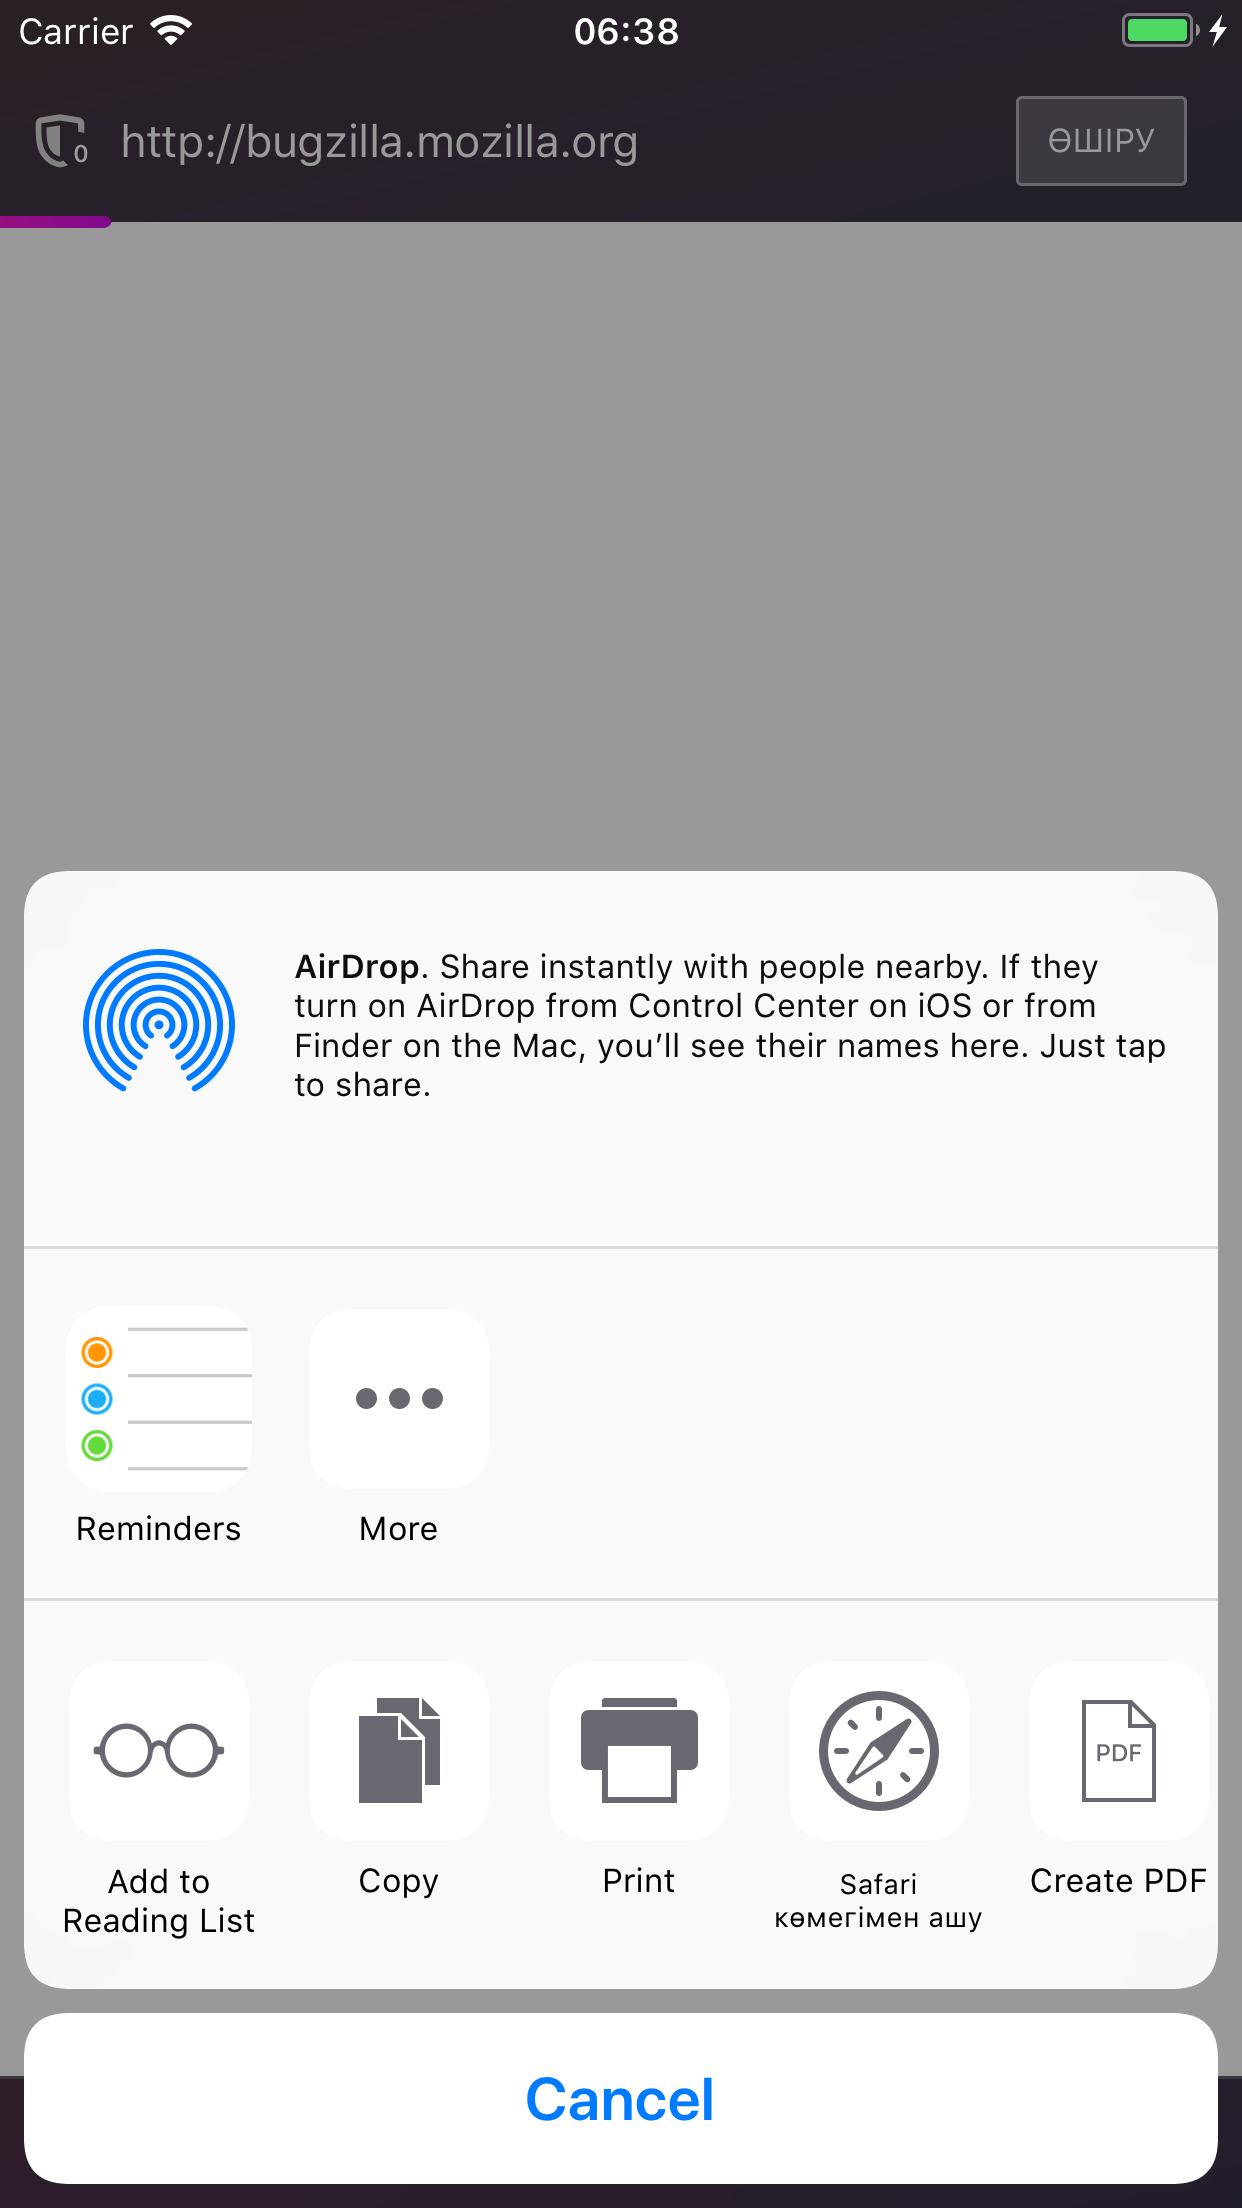 Carrier
06:38
0
http://bugzilla.mozilla.org
ӨШІРУ
AirDrop. Share instantly with people nearby. If they
turn on AirDrop from Control Center on iOS or from
Finder on the Mac, you’ll see their names here. Just tap
to share.
Reminders
More
PDF
Add to
Reading List
Copy
Print
Safari
көмегімен ашу
Create PDF
Cancel